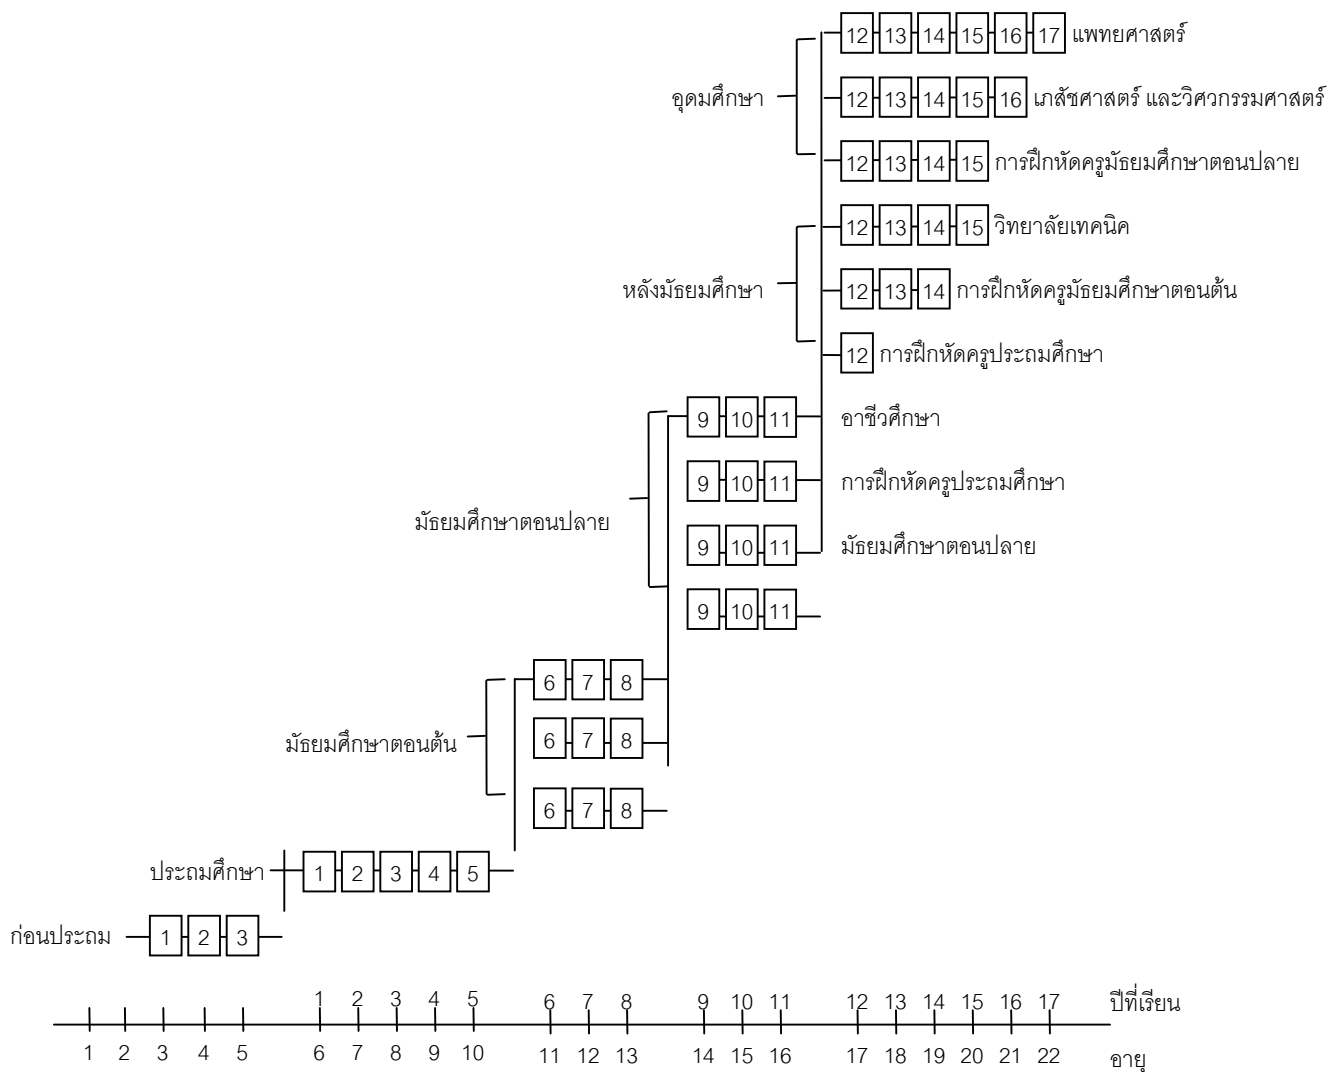 12 13 14 15 16 17 แพทยศาสตร์
อุดมศึกษา 12 13 14 15 16 เภสัชศาสตร์ และวิศวกรรมศาสตร์
12 13 14 15 การฝึกหัดครูมัธยมศึกษาตอนปลาย
12 13 14 15 วิทยาลัยเทคนิค
หลังมัธยมศึกษา 12 13 14 การฝึกหัดครูมัธยมศึกษาตอนต้น
12 การฝึกหัดครูประถมศึกษา
9 10 11 อาชีวศึกษา
9 10 11 การฝึกหัดครูประถมศึกษา
มัธยมศึกษาตอนปลาย
9 10 11 มัธยมศึกษาตอนปลาย
9 10 11
6 7 8
มัธยมศึกษาตอนต้น 6 7 8
6 7 8
ประถมศึกษา 1 2 3 4 5
ก่อนประถม 1 2 3
1 2 3 4 5 6 7 8 9 10 11 12 13 14 15 16 17 ปีที่เรียน
1 2 3 4 5 6 7 8 9 10 11 12 13 14 15 16 17 18 19 20 21 22 อายุ